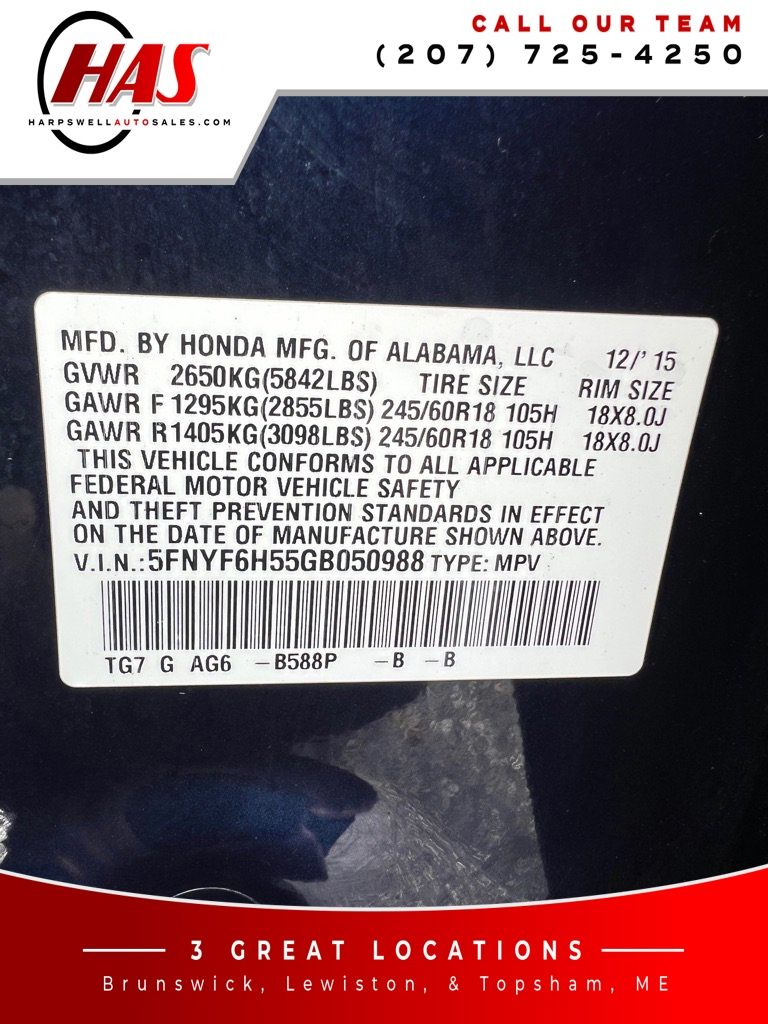 HAS
HARPSWELLAUTOSALES.COM
CALL OUR TEAM
(207) 725-4250
MFD. BY HONDA MFG. OF ALABAMA, LLC 12/'15
GVWR 2650KG(5842LBS) TIRE SIZE RIM SIZE
GAWR F 1295KG(2855LBS) 245/60R18 105H 18X8.0J
GAWR R 1405KG(3098LBS) 245/60R18 105H 18X8.0J
THIS VEHICLE CONFORMS TO ALL APPLICABLE
FEDERAL MOTOR VEHICLE SAFETY
AND THEFT PREVENTION STANDARDS IN EFFECT
ON THE DATE OF MANUFACTURE SHOWN ABOVE.
V.I.N.: 5FNYF6H55GB050988 TYPE: MPV
TG7 G AG6 -B588P -B -B
3 GREAT LOCATIONS
Brunswick, Lewiston, & Topsham, ME